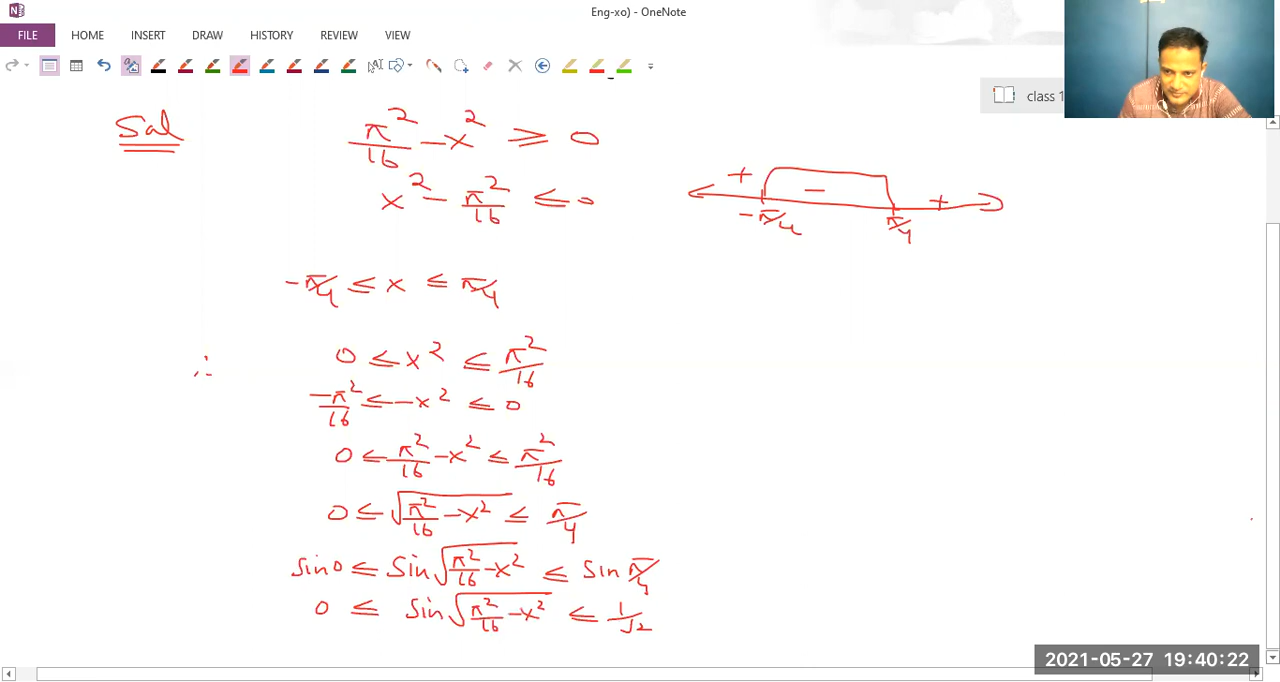 Eng-xo) - OneNote
FILE HOME INSERT DRAW HISTORY REVIEW VIEW
class 1
Sol
π²/16 - x² ≥ 0
x² - π²/16 ≤ 0
+ - +
-π/4 π/4
-π/4 ≤ x ≤ π/4
∴ 0 ≤ x² ≤ π²/16
-π²/16 ≤ -x² ≤ 0
0 ≤ π²/16 - x² ≤ π²/16
0 ≤ √(π²/16 - x²) ≤ π/4
sin0 ≤ Sin√(π²/16 - x²) ≤ Sin π/4
0 ≤ Sin√(π²/16 - x²) ≤ 1/√2
2021-05-27 19:40:22